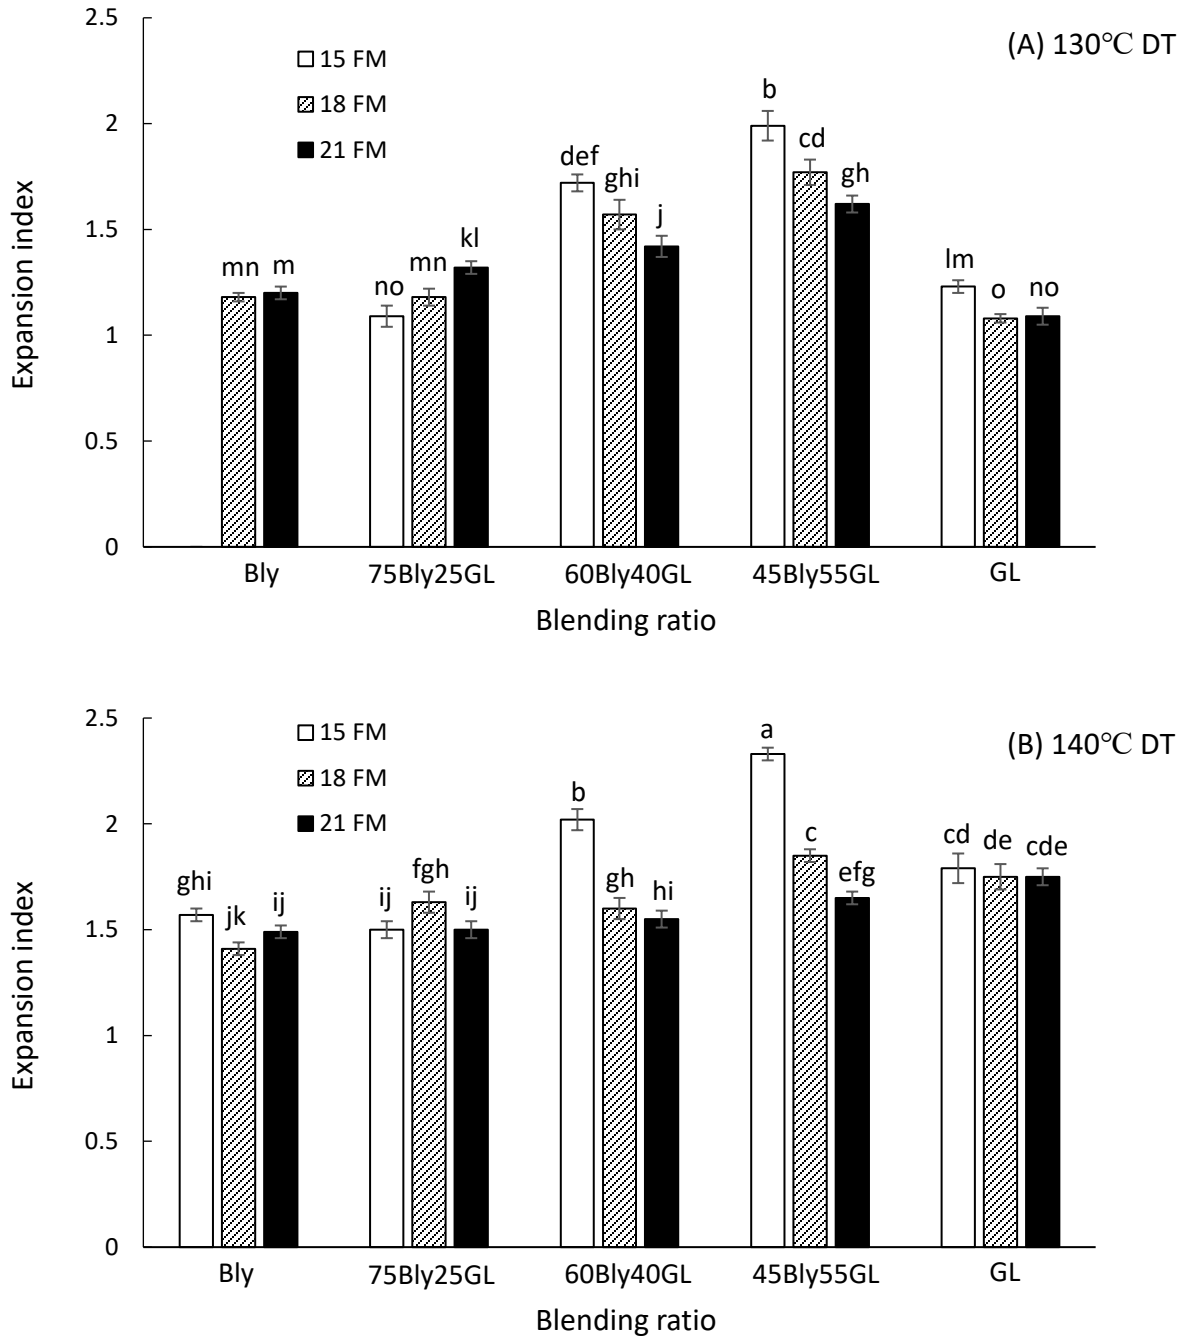 2.5
(A) 130℃ DT
15 FM
18 FM
21 FM
2
1.5
1
0.5
0
Expansion index
mn m
no mn kl
def ghi j
b cd gh
lm o no
Bly 75Bly25GL 60Bly40GL 45Bly55GL GL
Blending ratio
2.5
(B) 140℃ DT
15 FM
18 FM
21 FM
2
1.5
1
0.5
0
Expansion index
ghi jk ij
ij fgh ij
b gh hi
a c efg
cd de cde
Bly 75Bly25GL 60Bly40GL 45Bly55GL GL
Blending ratio